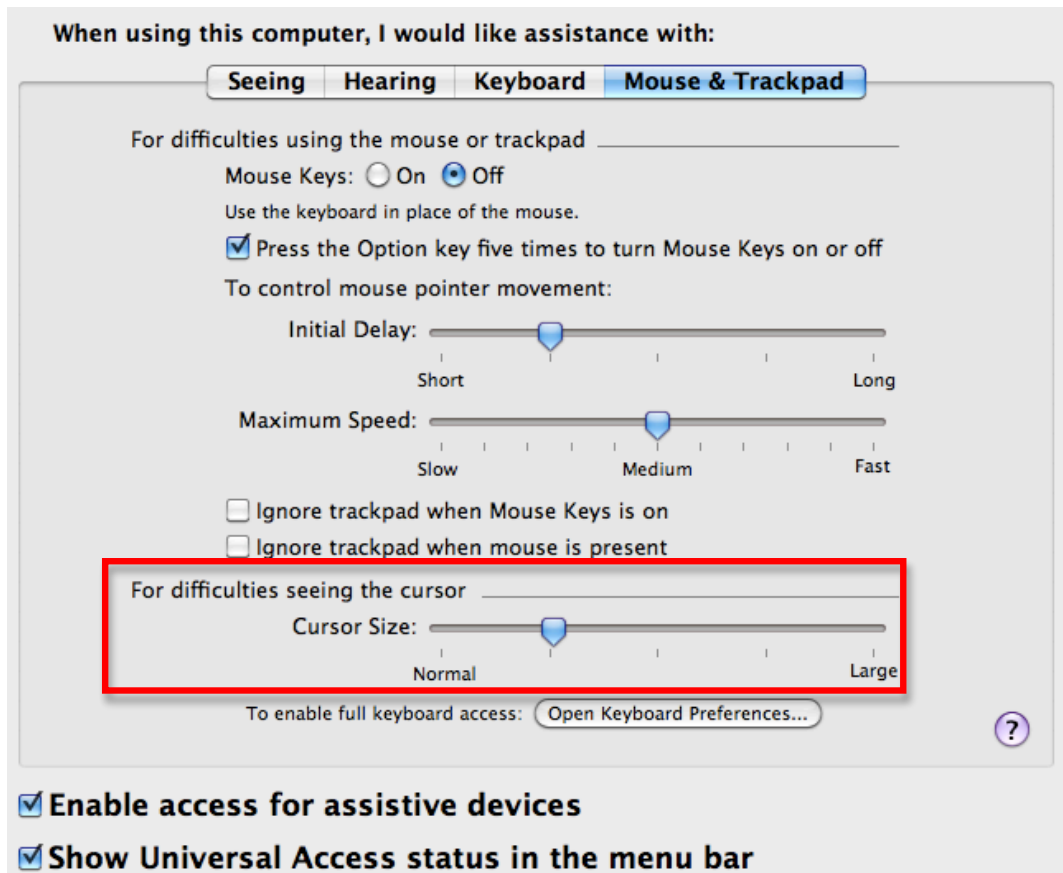 When using this computer, I would like assistance with:
Seeing Hearing Keyboard Mouse & Trackpad
For difficulties using the mouse or trackpad
Mouse Keys: On Off
Use the keyboard in place of the mouse.
Press the Option key five times to turn Mouse Keys on or off
To control mouse pointer movement:
Initial Delay:
Short Long
Maximum Speed:
Slow Medium Fast
Ignore trackpad when Mouse Keys is on
Ignore trackpad when mouse is present
For difficulties seeing the cursor
Cursor Size:
Normal Large
To enable full keyboard access: Open Keyboard Preferences...
?
Enable access for assistive devices
Show Universal Access status in the menu bar